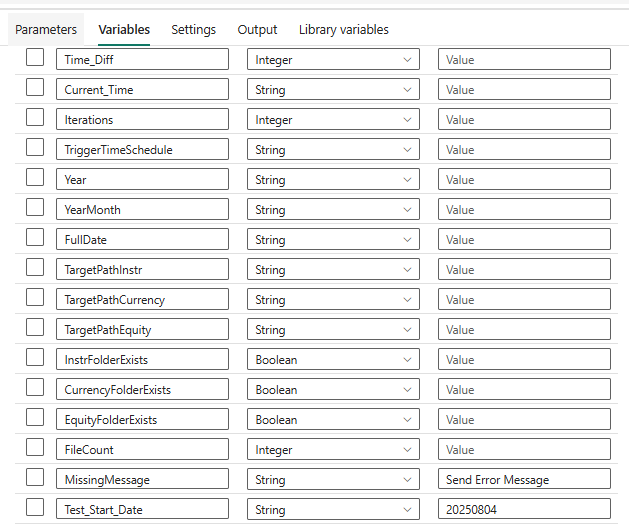 Parameters Variables Settings Output Library variables
Time_Diff Integer Value
Current_Time String Value
Iterations Integer Value
TriggerTimeSchedule String Value
Year String Value
YearMonth String Value
FullDate String Value
TargetPathInstr String Value
TargetPathCurrency String Value
TargetPathEquity String Value
InstrFolderExists Boolean Value
CurrencyFolderExists Boolean Value
EquityFolderExists Boolean Value
FileCount Integer Value
MissingMessage String Send Error Message
Test_Start_Date String 20250804